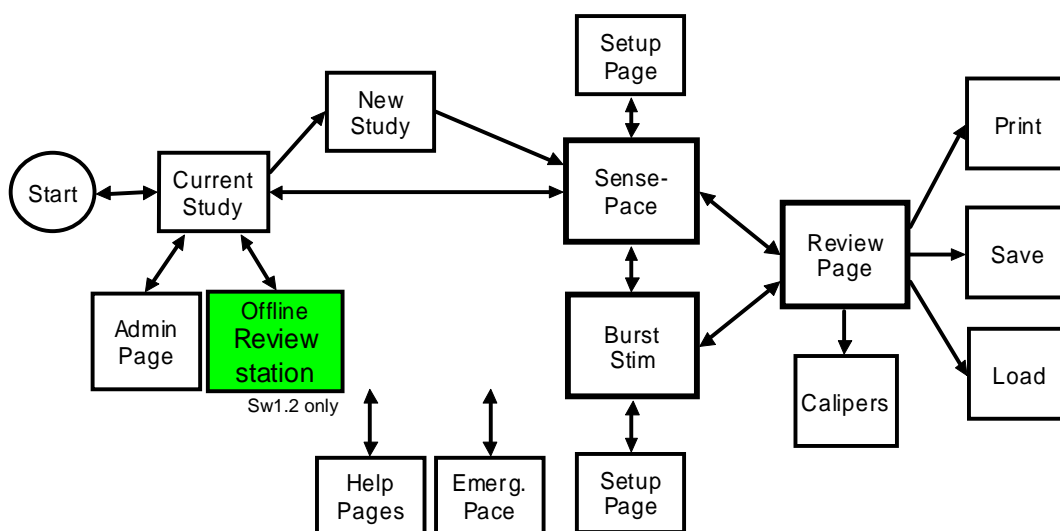 Setup
Page
New
Study
Print
Start
Current
Study
Sense-
Pace
Review
Page
Save
Admin
Page
Offline
Review
station
Sw1.2 only
Burst
Stim
Calipers
Load
Help
Pages
Emerg.
Pace
Setup
Page